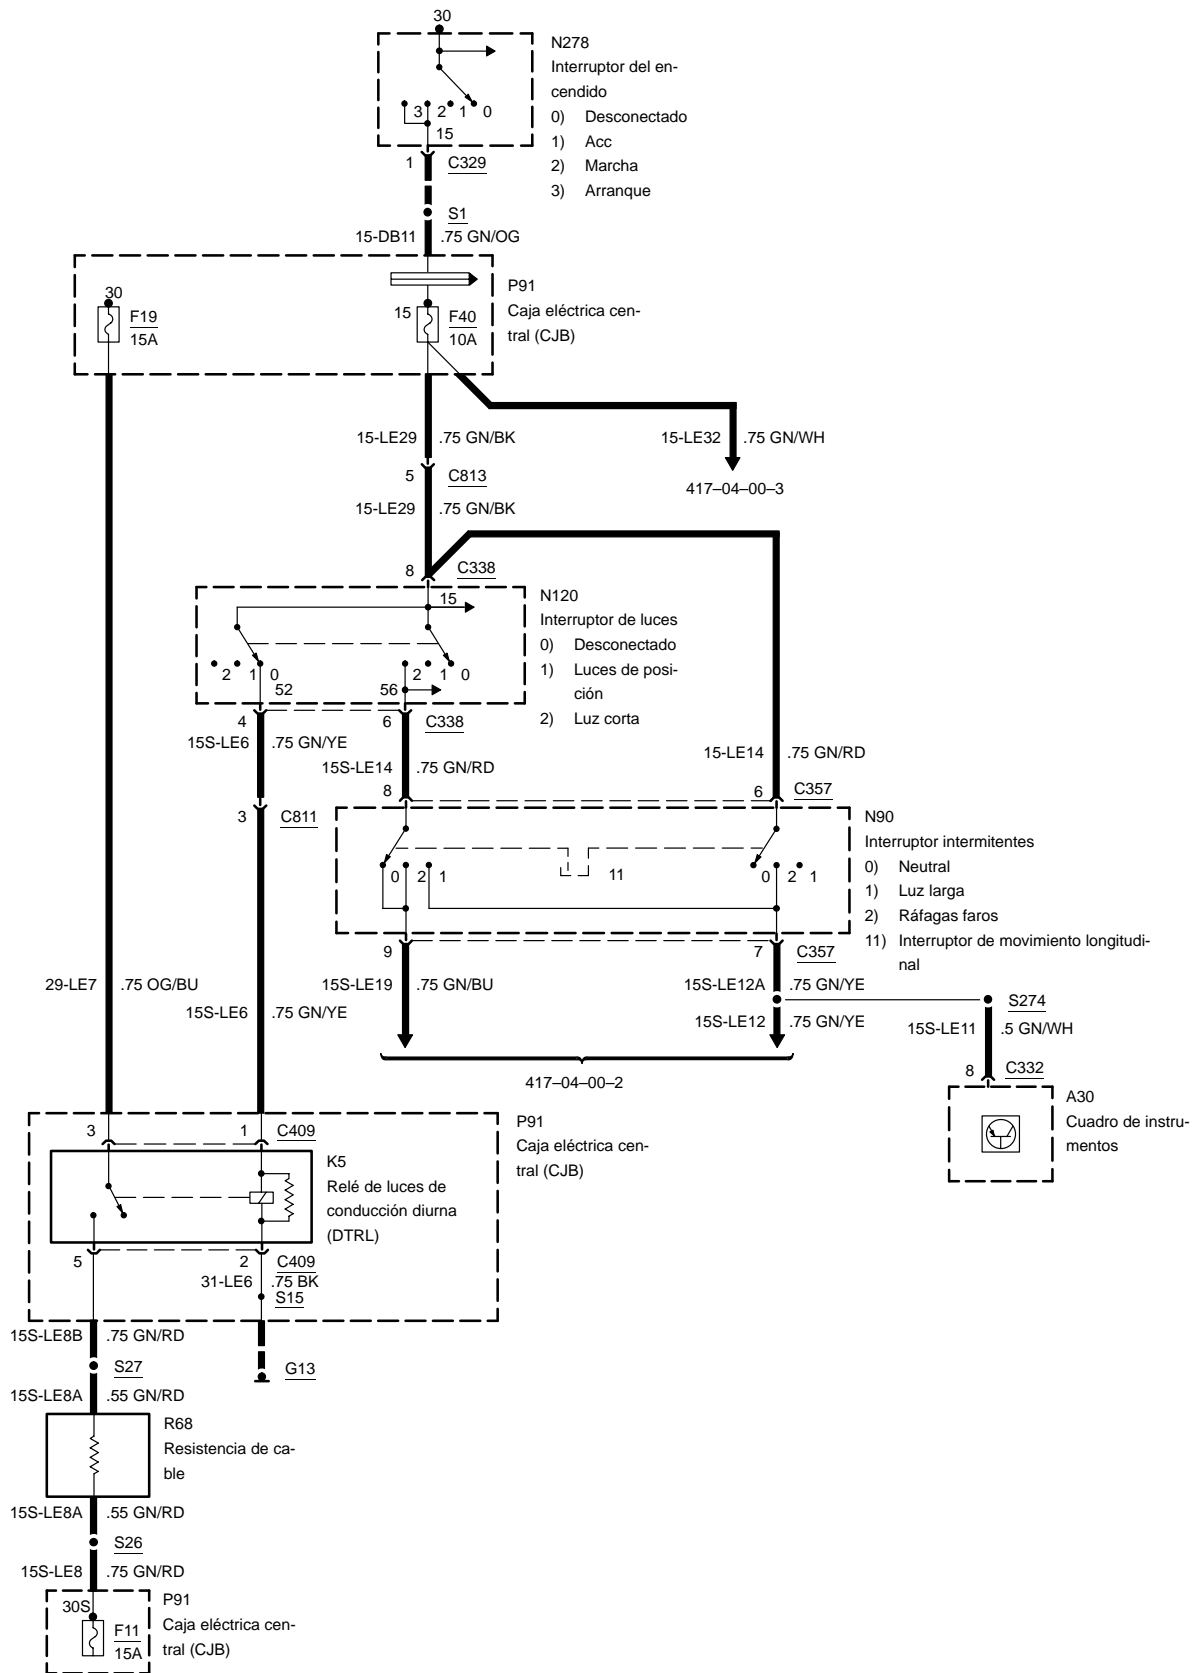 30
N278
Interruptor del en-
cendido
0) Desconectado
1) Acc
2) Marcha
3) Arranque
3 2 1 0
15
1 C329
S1
15-DB11 .75 GN/OG
P91
Caja eléctrica cen-
tral (CJB)
30
F19
15A
15 F40
10A
15-LE29 .75 GN/BK
15-LE32 .75 GN/WH
5 C813
417–04–00–3
15-LE29 .75 GN/BK
8 C338
N120
Interruptor de luces
0) Desconectado
1) Luces de posi-
ción
2) Luz corta
15
2 1 0
2 1 0
52
56
4 6 C338
15S-LE6 .75 GN/YE
15S-LE14 .75 GN/RD
15-LE14 .75 GN/RD
8 6 C357
3 C811
N90
Interruptor intermitentes
0) Neutral
1) Luz larga
2) Ráfagas faros
11) Interruptor de movimiento longitudi-
nal
0 2 1 11 0 2 1
9 7 C357
29-LE7 .75 OG/BU
15S-LE19 .75 GN/BU
15S-LE12A .75 GN/YE
S274
15S-LE6 .75 GN/YE
15S-LE12 .75 GN/YE
15S-LE11 .5 GN/WH
417–04–00–2
8 C332
A30
Cuadro de instru-
mentos
P91
Caja eléctrica cen-
tral (CJB)
3 1 C409
K5
Relé de luces de
conducción diurna
(DTRL)
5 2 C409
31-LE6 .75 BK
S15
15S-LE8B .75 GN/RD
S27
G13
15S-LE8A .55 GN/RD
R68
Resistencia de ca-
ble
15S-LE8A .55 GN/RD
S26
15S-LE8 .75 GN/RD
P91
Caja eléctrica cen-
tral (CJB)
30S
F11
15A